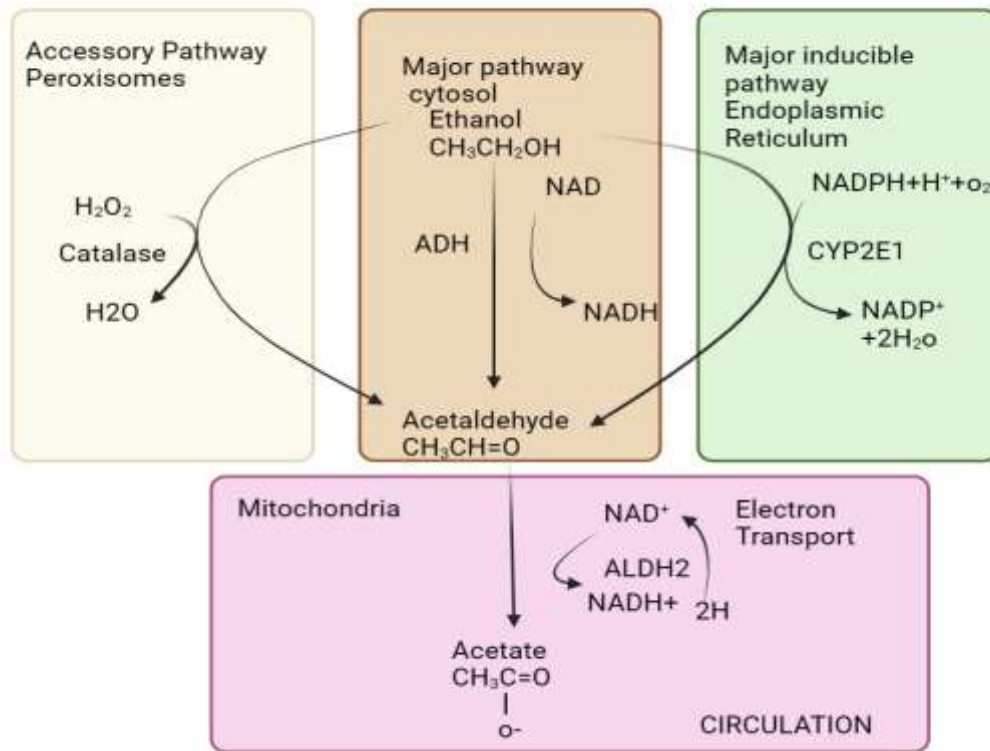 Accessory Pathway
Peroxisomes
H₂O₂
Catalase
H2O
Major pathway
cytosol
Ethanol
CH₃CH₂OH
NAD
ADH
NADH
Acetaldehyde
CH₃CH=O
Major inducible
pathway
Endoplasmic
Reticulum
NADPH+H⁺+o₂
CYP2E1
NADP⁺
+2H₂o
Mitochondria
NAD⁺
ALDH2
NADH+
2H
Electron
Transport
Acetate
CH₃C=O
o-
CIRCULATION